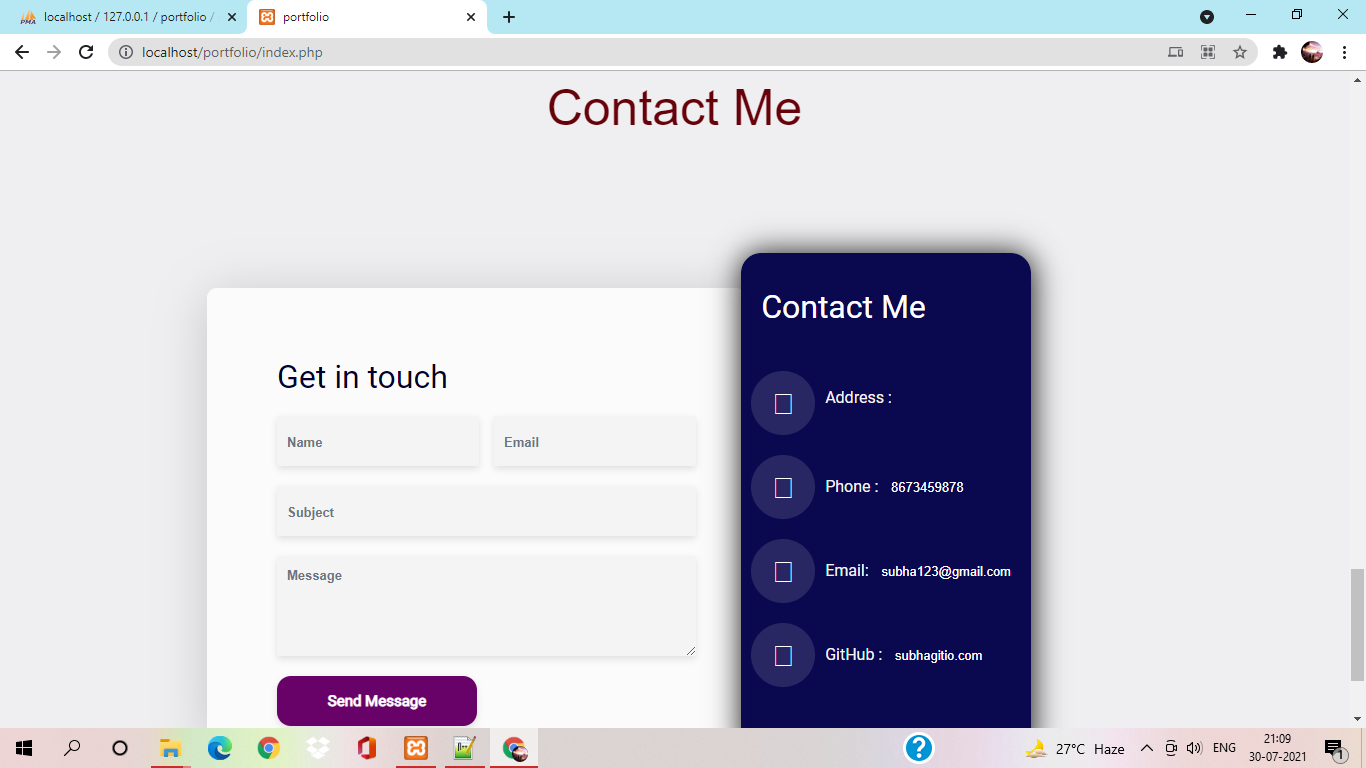 PMA localhost / 127.0.0.1 / portfolio /
portfolio
localhost/portfolio/index.php
Contact Me
Contact Me
Get in touch
Name
Email
Subject
Message
Send Message
Address :
Phone : 8673459878
Email: subha123@gmail.com
GitHub : subhagitio.com
27°C Haze
ENG
21:09
30-07-2021
1